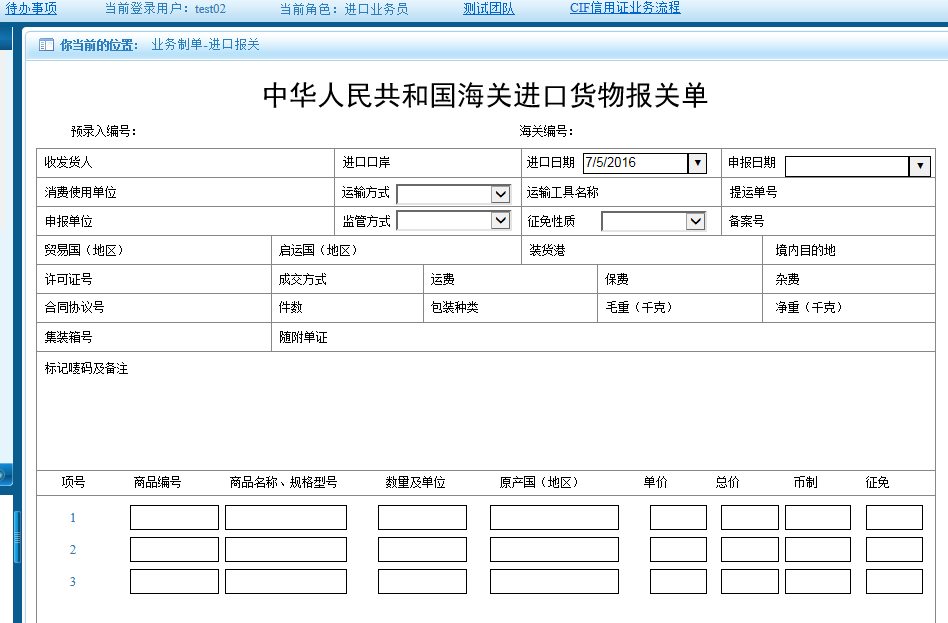 待办事项 当前登录用户：test02 当前角色：进口业务员 测试团队 CIF信用证业务流程
你当前的位置： 业务制单-进口报关
中华人民共和国海关进口货物报关单
预录入编号： 海关编号：
收发货人 进口口岸 进口日期 7/5/2016 申报日期
消费使用单位 运输方式 运输工具名称 提运单号
申报单位 监管方式 征免性质 备案号
贸易国（地区） 启运国（地区） 装货港 境内目的地
许可证号 成交方式 运费 保费 杂费
合同协议号 件数 包装种类 毛重（千克） 净重（千克）
集装箱号 随附单证
标记唛码及备注
项号 商品编号 商品名称、规格型号 数量及单位 原产国（地区） 单价 总价 币制 征免
1
2
3